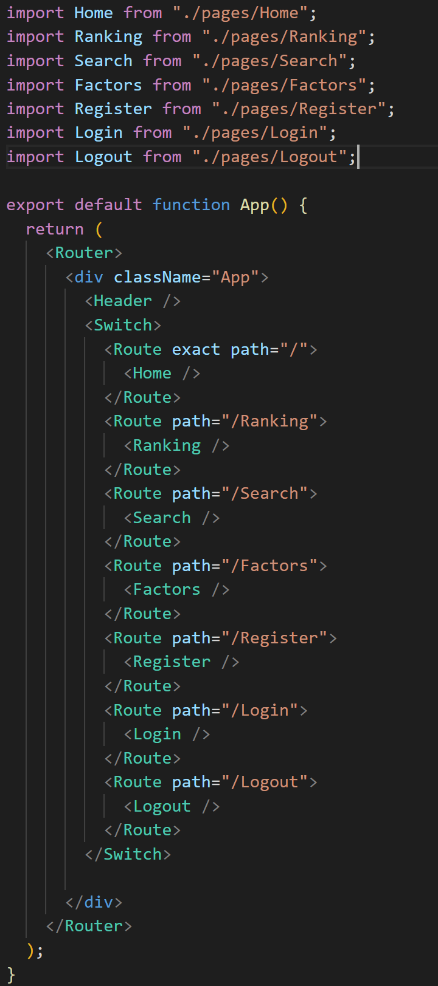 import Home from "./pages/Home";
import Ranking from "./pages/Ranking";
import Search from "./pages/Search";
import Factors from "./pages/Factors";
import Register from "./pages/Register";
import Login from "./pages/Login";
import Logout from "./pages/Logout";

export default function App() {
  return (
    <Router>
      <div className="App">
        <Header />
        <Switch>
          <Route exact path="/">
            <Home />
          </Route>
          <Route path="/Ranking">
            <Ranking />
          </Route>
          <Route path="/Search">
            <Search />
          </Route>
          <Route path="/Factors">
            <Factors />
          </Route>
          <Route path="/Register">
            <Register />
          </Route>
          <Route path="/Login">
            <Login />
          </Route>
          <Route path="/Logout">
            <Logout />
          </Route>
        </Switch>

      </div>
    </Router>
  );
}